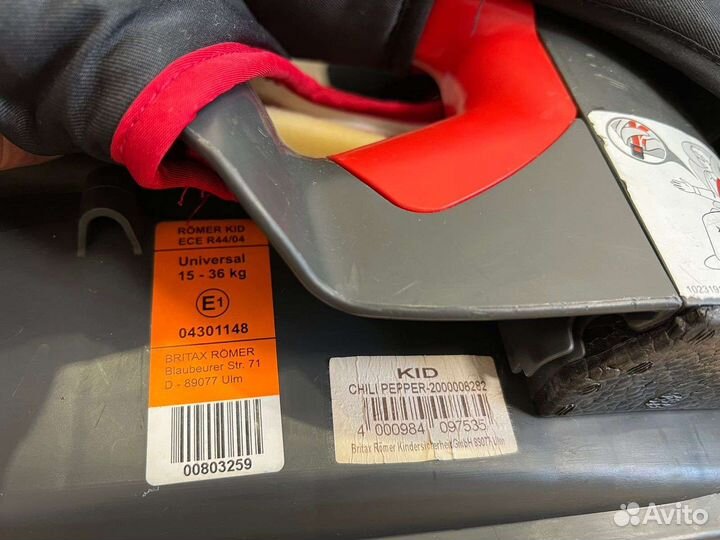 RÖMER KID
ECE R44/04
Universal
15 - 36 kg
E1
04301148
BRITAX RÖMER
Blaubeurer Str. 71
D - 89077 Ulm
00803259
KID
CHILI PEPPER-2000008282
4 000984 097535
Britax Römer Kindersicherheit GmbH 89077 Ulm
102319
Avito